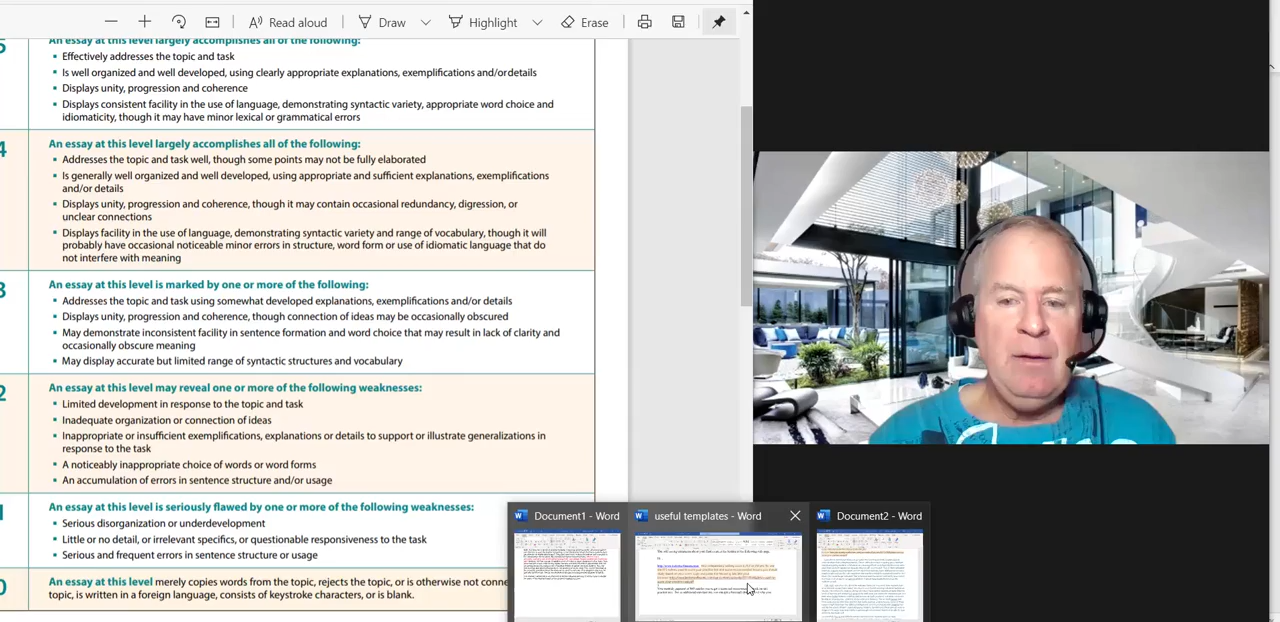 Read aloud
Draw
Highlight
Erase
5
An essay at this level largely accomplishes all of the following:
▪ Effectively addresses the topic and task
▪ Is well organized and well developed, using clearly appropriate explanations, exemplifications and/or details
▪ Displays unity, progression and coherence
▪ Displays consistent facility in the use of language, demonstrating syntactic variety, appropriate word choice and
idiomaticity, though it may have minor lexical or grammatical errors
4
An essay at this level largely accomplishes all of the following:
▪ Addresses the topic and task well, though some points may not be fully elaborated
▪ Is generally well organized and well developed, using appropriate and sufficient explanations, exemplifications
and/or details
▪ Displays unity, progression and coherence, though it may contain occasional redundancy, digression, or
unclear connections
▪ Displays facility in the use of language, demonstrating syntactic variety and range of vocabulary, though it will
probably have occasional noticeable minor errors in structure, word form or use of idiomatic language that do
not interfere with meaning
3
An essay at this level is marked by one or more of the following:
▪ Addresses the topic and task using somewhat developed explanations, exemplifications and/or details
▪ Displays unity, progression and coherence, though connection of ideas may be occasionally obscured
▪ May demonstrate inconsistent facility in sentence formation and word choice that may result in lack of clarity and
occasionally obscure meaning
▪ May display accurate but limited range of syntactic structures and vocabulary
2
An essay at this level may reveal one or more of the following weaknesses:
▪ Limited development in response to the topic and task
▪ Inadequate organization or connection of ideas
▪ Inappropriate or insufficient exemplifications, explanations or details to support or illustrate generalizations in
response to the task
▪ A noticeably inappropriate choice of words or word forms
▪ An accumulation of errors in sentence structure and/or usage
1
An essay at this level is seriously flawed by one or more of the following weaknesses:
▪ Serious disorganization or underdevelopment
▪ Little or no detail, or irrelevant specifics, or questionable responsiveness to the task
▪ Serious and frequent errors in sentence structure or usage
0
An essay at this level words from the topic, rejects the topic,
topic, is written consists of keystroke characters or is blank.
Document1 - Word
useful templates - Word
Document2 - Word